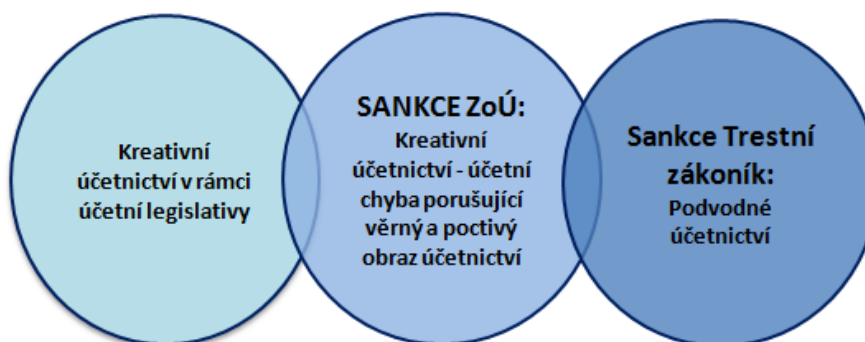 Kreativní
účetnictví v rámci
účetní legislativy
SANKCE ZoÚ:
Kreativní
účetnictví - účetní
chyba porušující
věrný a poctivý
obraz účetnictví
Sankce Trestní
zákoník:
Podvodné
účetnictví